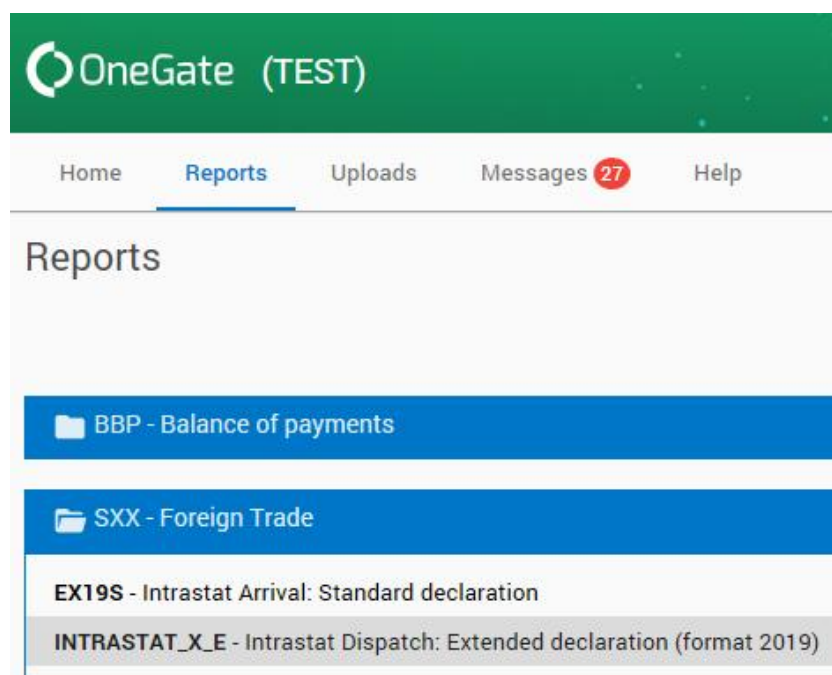 OneGate (TEST)
Home Reports Uploads Messages 27 Help
Reports
BBP - Balance of payments
SXX - Foreign Trade
EX19S - Intrastat Arrival: Standard declaration
INTRASTAT_X_E - Intrastat Dispatch: Extended declaration (format 2019)